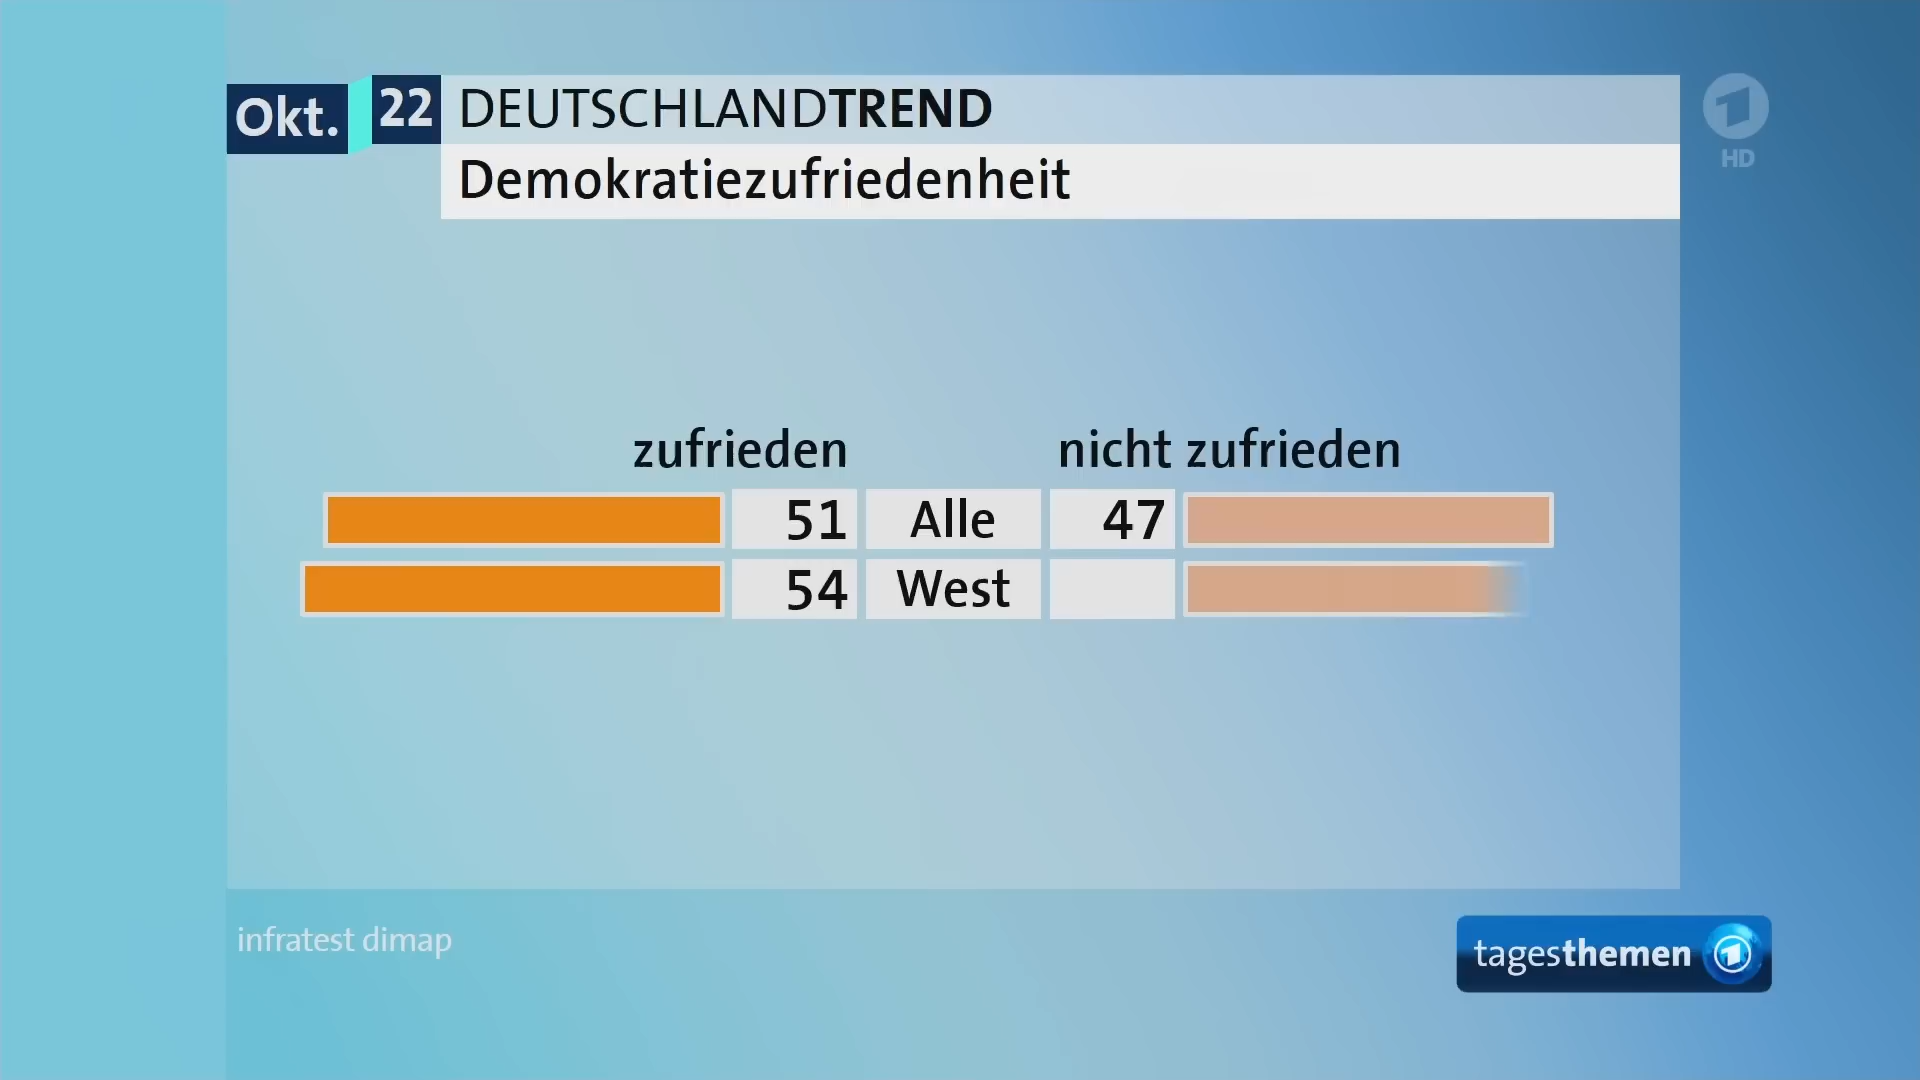 Okt. 22 DEUTSCHLANDTREND
HD
Demokratiezufriedenheit
zufrieden nicht zufrieden
51 Alle 47
54 West
infratest dimap
tagesthemen